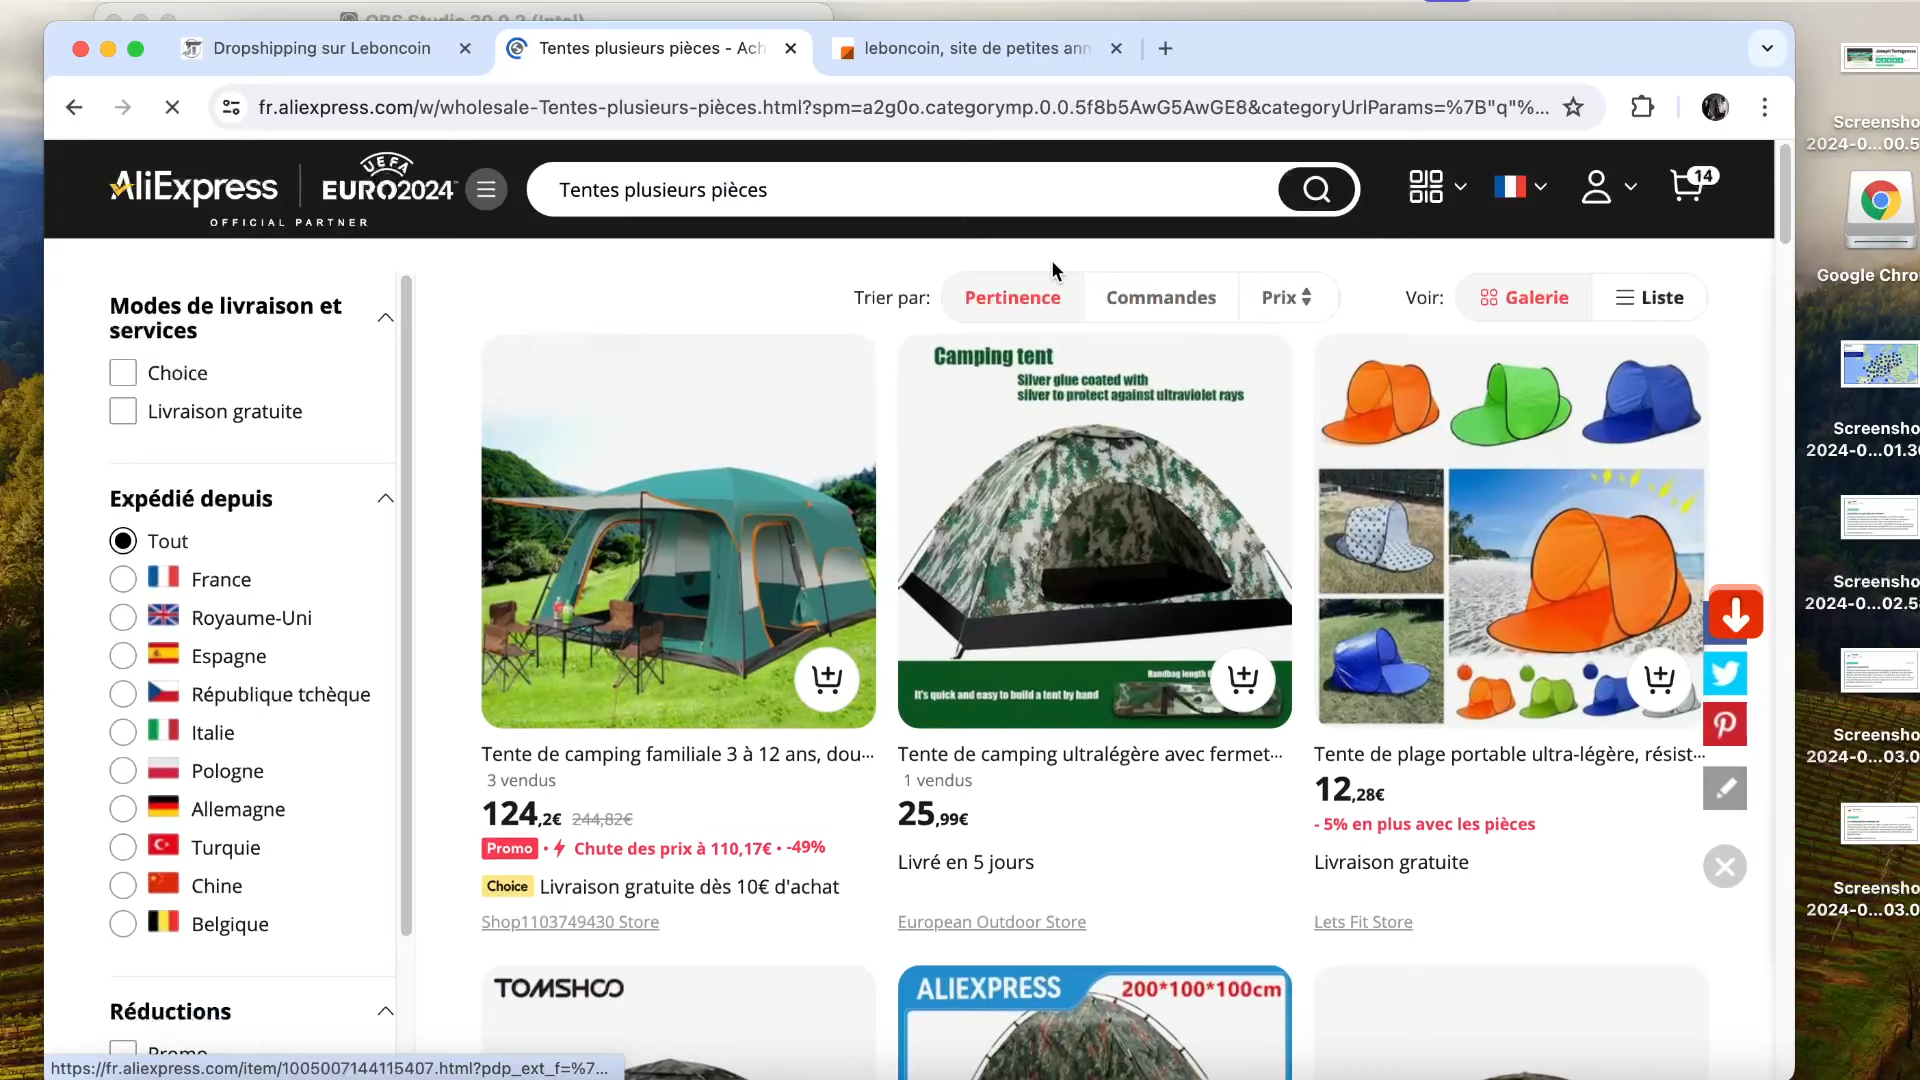 OBS Studio 30.0.2 (Intel)
Dropshipping sur Leboncoin
Tentes plusieurs pièces - Ach
leboncoin, site de petites ann
fr.aliexpress.com/w/wholesale-Tentes-plusieurs-pièces.html?spm=a2g0o.categorymp.0.0.5f8b5AwG5AwGE8&categoryUrlParams=%7B"q"%...
AliExpress
UEFA
EURO2024
OFFICIAL PARTNER
Tentes plusieurs pièces
14
Modes de livraison et
services
Choice
Livraison gratuite
Expédié depuis
Tout
France
Royaume-Uni
Espagne
République tchèque
Italie
Pologne
Allemagne
Turquie
Chine
Belgique
Réductions
Promo
Trier par:
Pertinence
Commandes
Prix
Voir:
Galerie
Liste
Tente de camping familiale 3 à 12 ans, dou...
3 vendus
124,2€ 244,82€
Promo • Chute des prix à 110,17€ • -49%
Choice Livraison gratuite dès 10€ d'achat
Shop1103749430 Store
Camping tent
Silver glue coated with
silver to protect against ultraviolet rays
Handbag length
It's quick and easy to build a tent by hand
Tente de camping ultralégère avec fermet...
1 vendus
25,99€
Livré en 5 jours
European Outdoor Store
Tente de plage portable ultra-légère, résist...
12,28€
- 5% en plus avec les pièces
Livraison gratuite
Lets Fit Store
TOMSHOO
ALIEXPRESS
200*100*100cm
https://fr.aliexpress.com/item/1005007144115407.html?pdp_ext_f=%7...
Screensho
2024-0...00.5
Google Chro
Screensho
2024-0...01.3
Screensho
2024-0...02.5
Screensho
2024-0...03.0
Screensho
2024-0...03.0